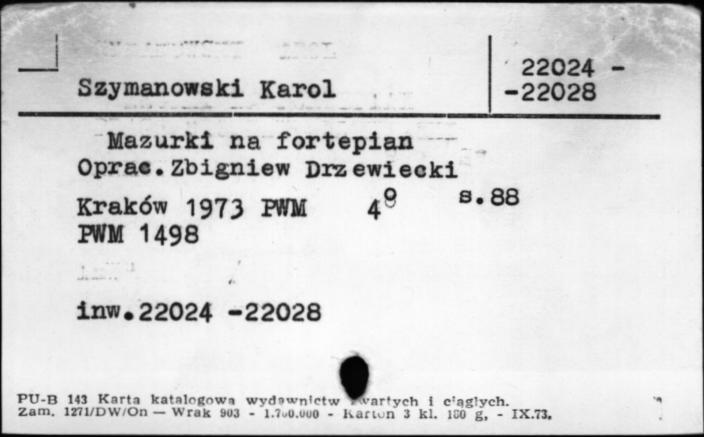 22024 -
Szymanowski Karol
-22028
Mazurki na fortepian
Oprac.Zbigniew Drzewiecki
Kraków 1973 PWM 4° s.88
PWM 1498
inw.22024 -22028
PU-B 143 Karta katalogowa wydawnictw zwartych i ciągłych.
Zam. 1271/DW/On — Wrak 903 - 1.700.000 - Karton 3 kl. 180 g. - IX.73.